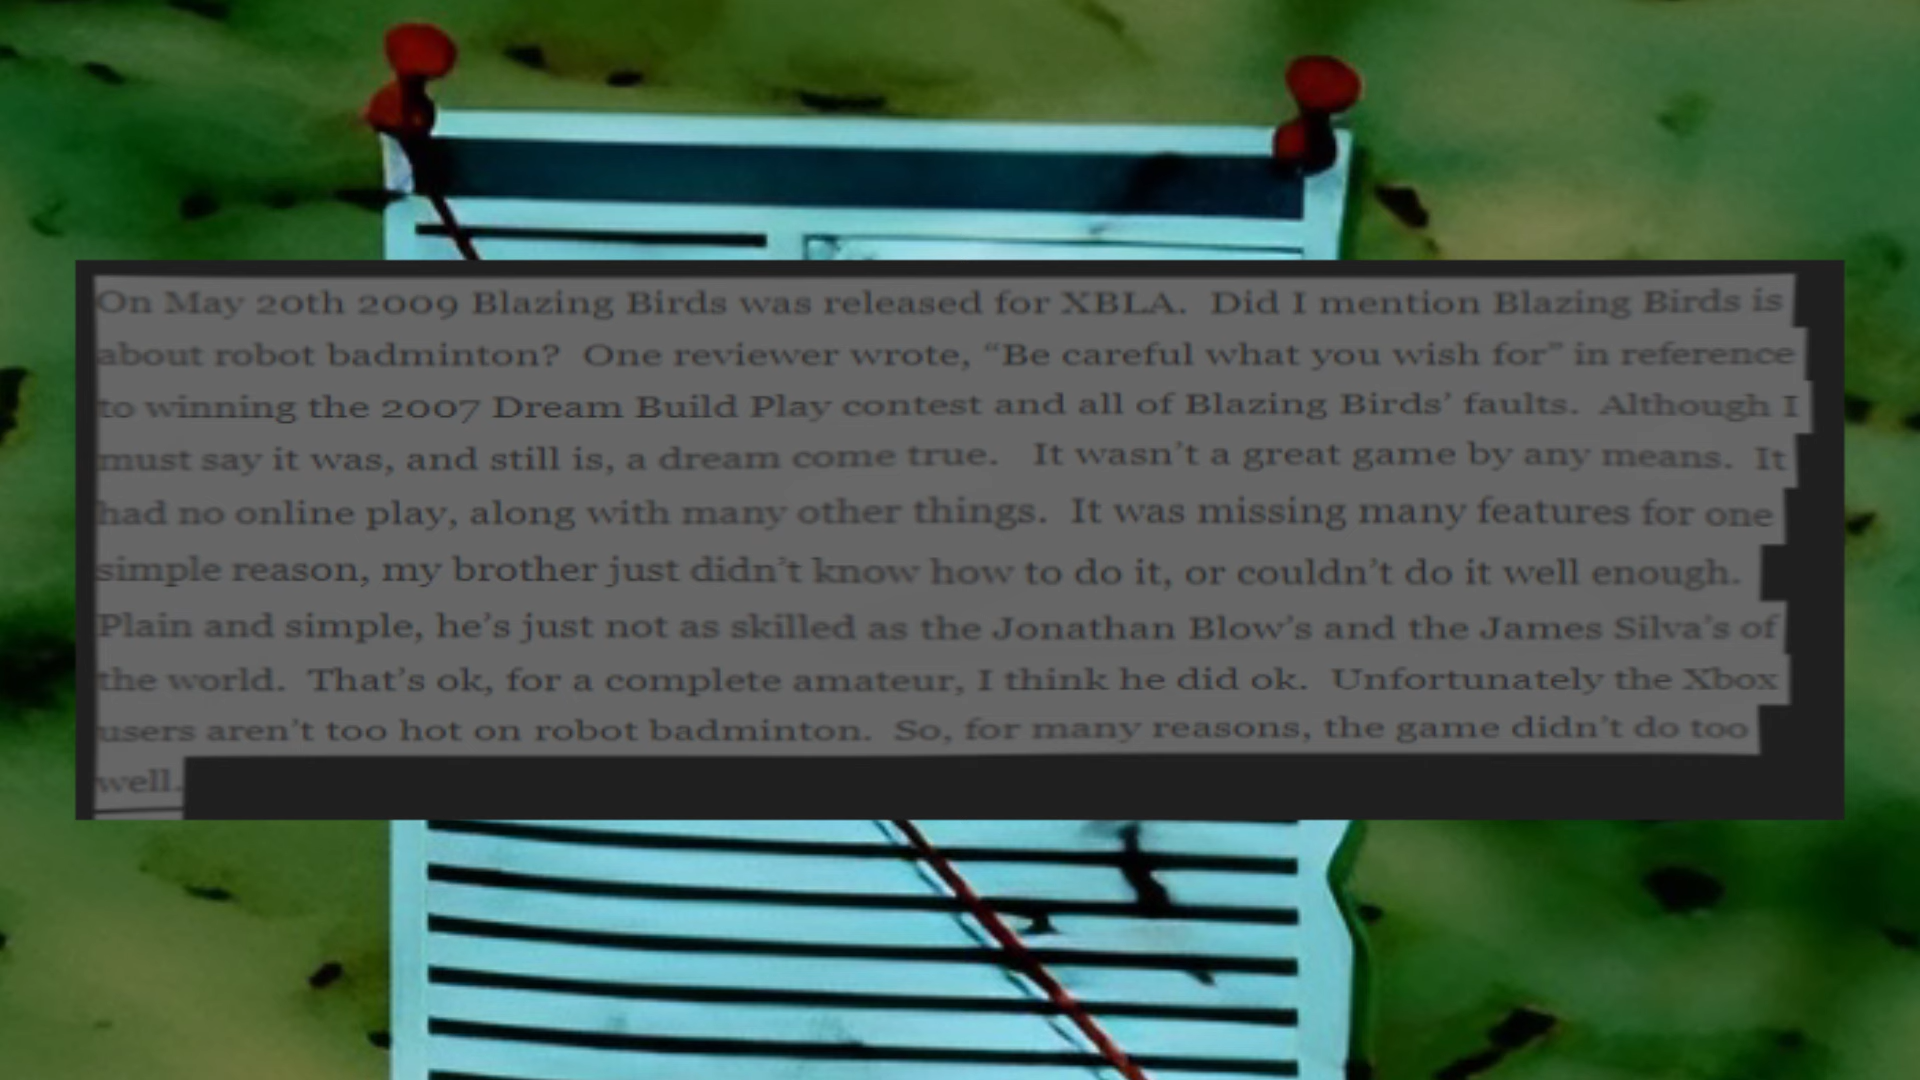 On May 20th 2009 Blazing Birds was released for XBLA.  Did I mention Blazing Birds is
about robot badminton?  One reviewer wrote, “Be careful what you wish for” in reference
to winning the 2007 Dream Build Play contest and all of Blazing Birds’ faults.  Although I
must say it was, and still is, a dream come true.   It wasn’t a great game by any means.  It
had no online play, along with many other things.  It was missing many features for one
simple reason, my brother just didn’t know how to do it, or couldn’t do it well enough.
Plain and simple, he’s just not as skilled as the Jonathan Blow’s and the James Silva’s of
the world.  That’s ok, for a complete amateur, I think he did ok.  Unfortunately the Xbox
users aren’t too hot on robot badminton.  So, for many reasons, the game didn’t do too
well.